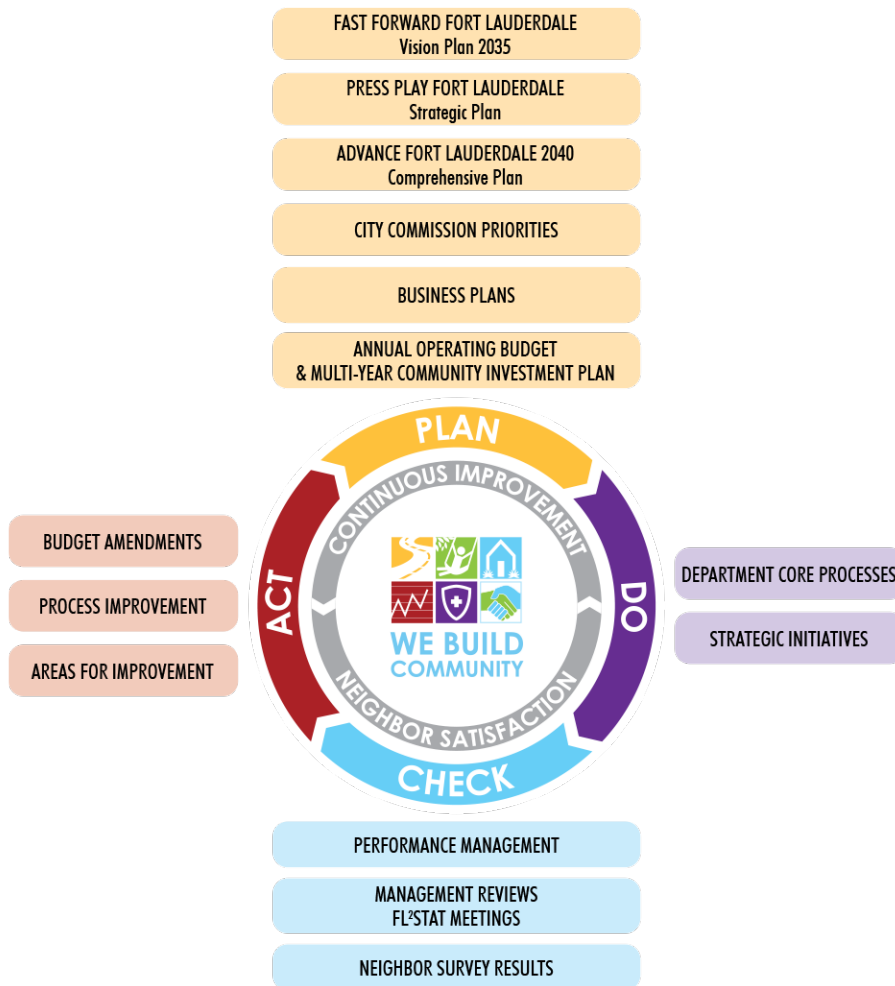 FAST FORWARD FORT LAUDERDALE
Vision Plan 2035
PRESS PLAY FORT LAUDERDALE
Strategic Plan
ADVANCE FORT LAUDERDALE 2040
Comprehensive Plan
CITY COMMISSION PRIORITIES
BUSINESS PLANS
ANNUAL OPERATING BUDGET
& MULTI-YEAR COMMUNITY INVESTMENT PLAN
PLAN
CONTINUOUS IMPROVEMENT
ACT
BUDGET AMENDMENTS
PROCESS IMPROVEMENT
AREAS FOR IMPROVEMENT
WE BUILD
COMMUNITY
DO
DEPARTMENT CORE PROCESSES
STRATEGIC INITIATIVES
NEIGHBOR SATISFACTION
CHECK
PERFORMANCE MANAGEMENT
MANAGEMENT REVIEWS
FL²STAT MEETINGS
NEIGHBOR SURVEY RESULTS